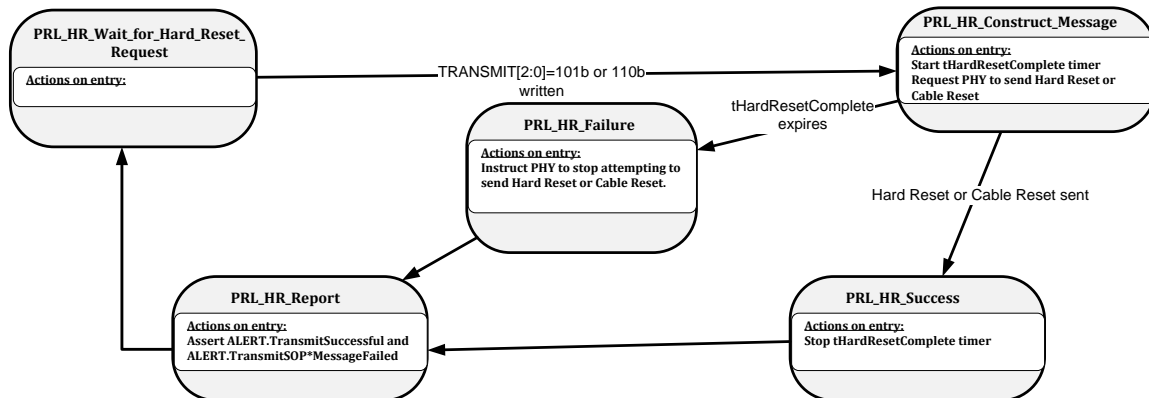 PRL_HR_Wait_for_Hard_Reset_
Request
Actions on entry:
TRANSMIT[2:0]=101b or 110b
written
PRL_HR_Construct_Message
Actions on entry:
Start tHardResetComplete timer
Request PHY to send Hard Reset or
Cable Reset
tHardResetComplete
expires
PRL_HR_Failure
Actions on entry:
Instruct PHY to stop attempting to
send Hard Reset or Cable Reset.
Hard Reset or Cable Reset sent
PRL_HR_Report
Actions on entry:
Assert ALERT.TransmitSuccessful and
ALERT.TransmitSOP*MessageFailed
PRL_HR_Success
Actions on entry:
Stop tHardResetComplete timer